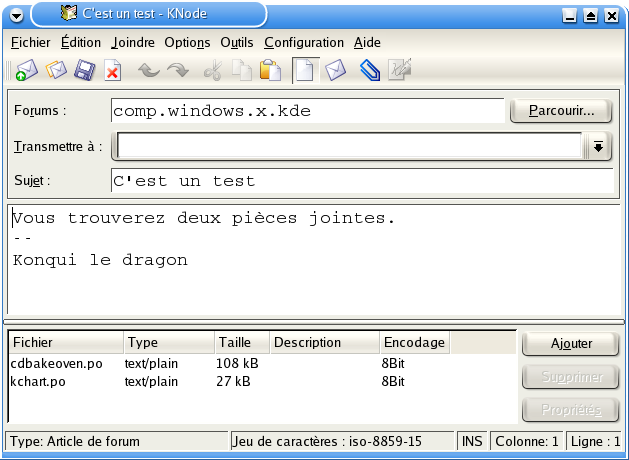 C'est un test - KNode
Fichier Édition Joindre Options Outils Configuration Aide
Forums : comp.windows.x.kde Parcourir...
Transmettre à :
Sujet : C'est un test
Vous trouverez deux pièces jointes.
--
Konqui le dragon
Fichier Type Taille Description Encodage
cdbakeoven.po text/plain 108 kB 8Bit
kchart.po text/plain 27 kB 8Bit
Ajouter
Supprimer
Propriétés
Type: Article de forum Jeu de caractères : iso-8859-15 INS Colonne: 1 Ligne : 1